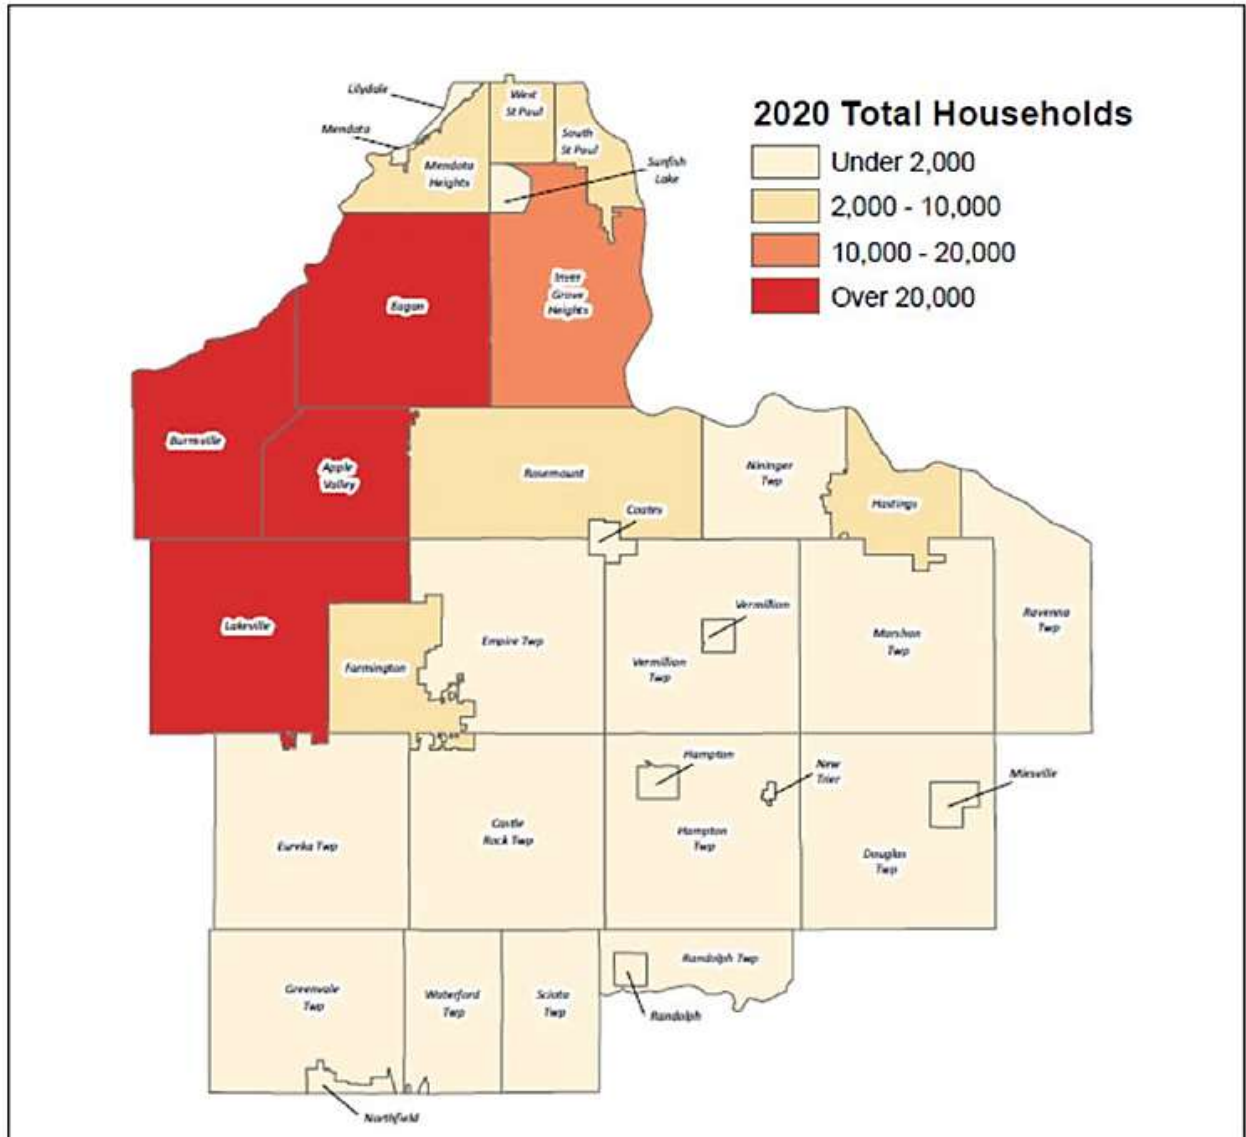 2020 Total Households
Under 2,000
2,000 - 10,000
10,000 - 20,000
Over 20,000
Lilydale
Mendota
West
St Paul
South
St Paul
Mendota
Heights
Sunfish
Lake
Eagan
Inver
Grove
Heights
Burnsville
Apple
Valley
Rosemount
Coates
Nininger
Twp
Hastings
Lakeville
Farmington
Empire Twp
Vermillion
Vermillion
Twp
Marshan
Twp
Ravenna
Twp
Eureka Twp
Castle
Rock Twp
Hampton
Hampton
Twp
New
Trier
Douglas
Twp
Miesville
Greenvale
Twp
Waterford
Twp
Sciota
Twp
Randolph Twp
Randolph
Northfield